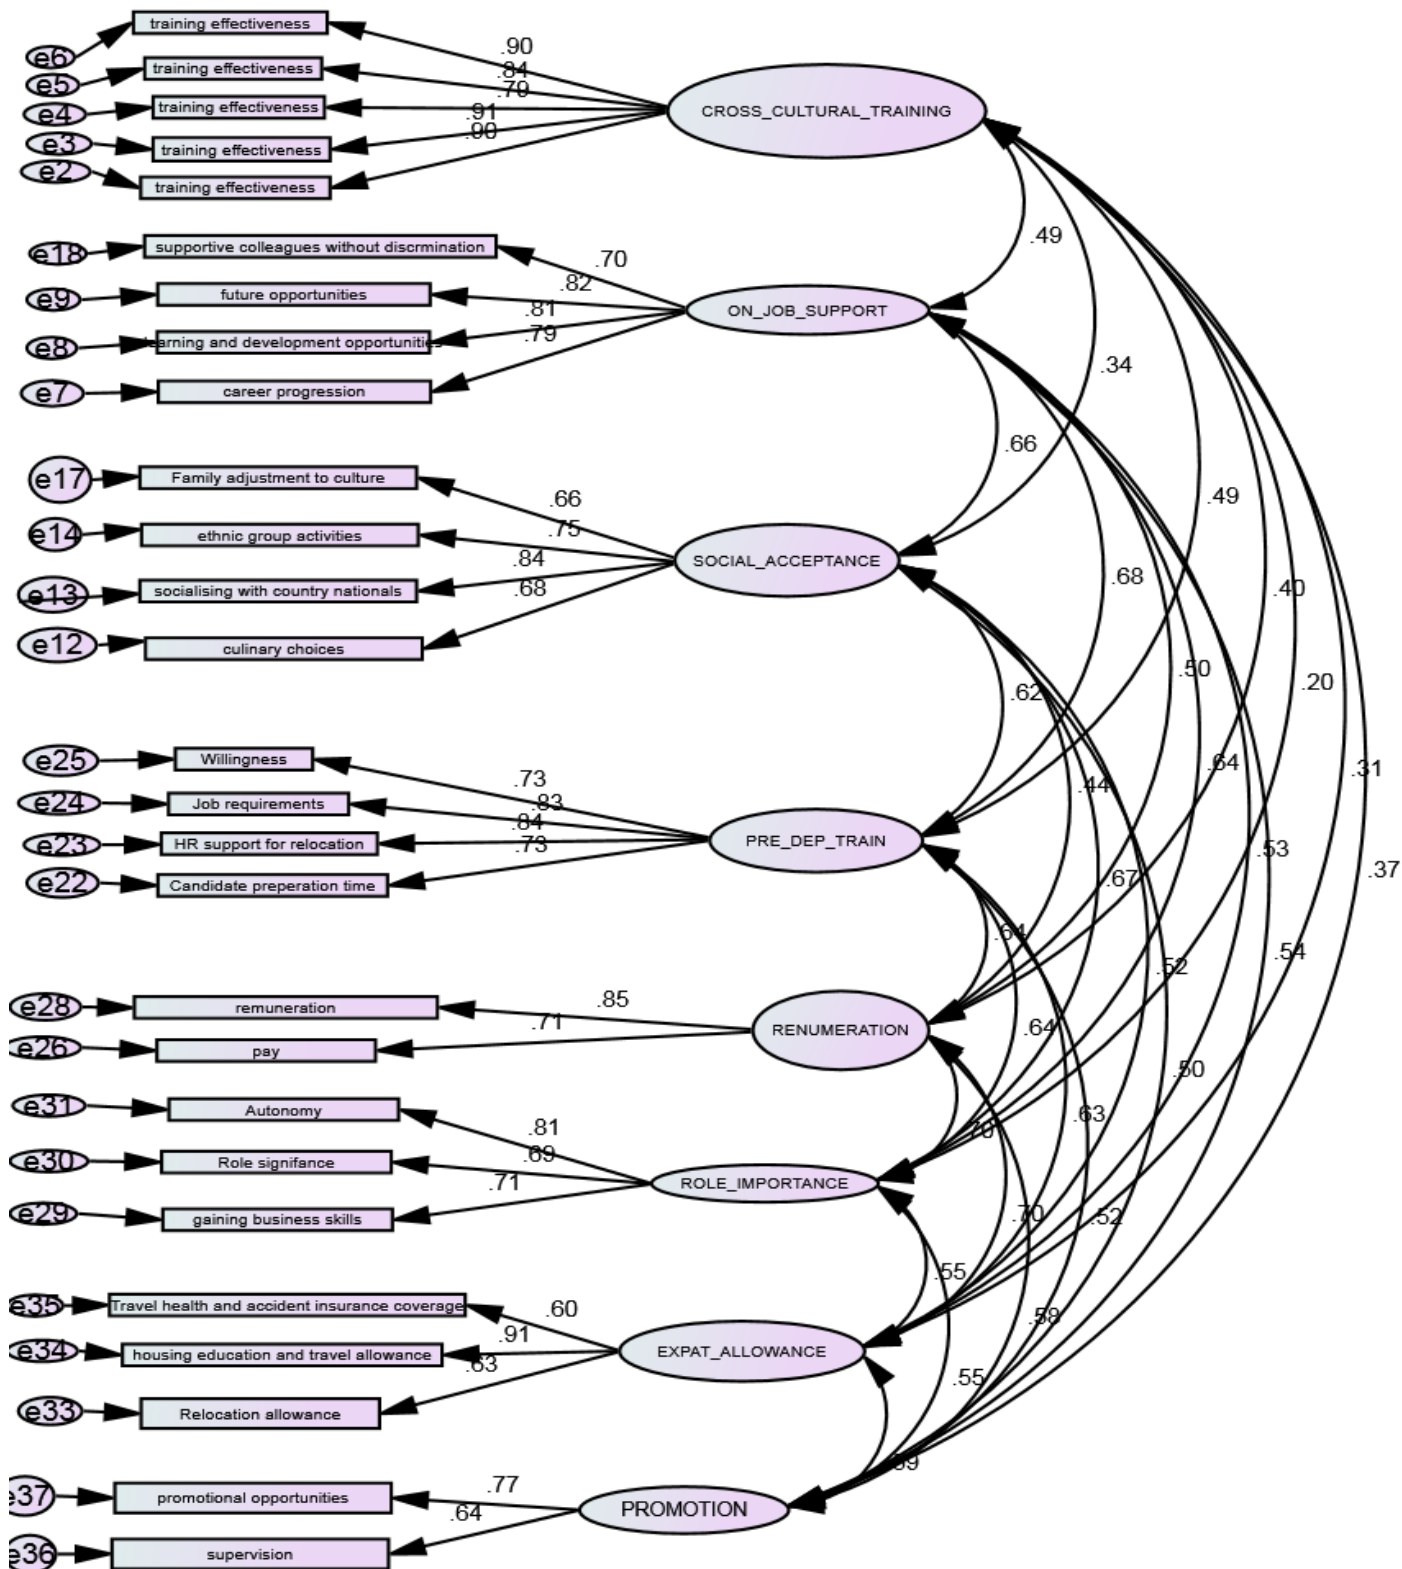 training effectiveness
e6
.90
training effectiveness
e5
.84
.79
training effectiveness
e4
.91
CROSS_CULTURAL_TRAINING
training effectiveness
e3
.90
training effectiveness
e2
.49
supportive colleagues without discrmination
e18
.70
.82
future opportunities
e9
.81
ON_JOB_SUPPORT
learning and development opportunities
e8
.79
.34
career progression
e7
.66
Family adjustment to culture
e17
.66
.49
ethnic group activities
e14
.75
.84
SOCIAL_ACCEPTANCE
.68
socialising with country nationals
e13
.68
.40
culinary choices
e12
.50
.62
.20
Willingness
e25
.73
.64
.31
.44
Job requirements
e24
.83
.84
HR support for relocation
e23
.73
PRE_DEP_TRAIN
.53
Candidate preperation time
e22
.67
.37
.64
.54
.52
remuneration
e28
.85
.71
RENUMERATION
.64
pay
e26
.50
Autonomy
e31
.81
.63
.70
Role signifance
e30
.69
.71
ROLE_IMPORTANCE
gaining business skills
e29
.70
.52
.55
Travel health and accident insurance coverage
e35
.60
.58
.91
housing education and travel allowance
e34
.63
EXPAT_ALLOWANCE
.55
Relocation allowance
e33
promotional opportunities
e37
.77
.64
PROMOTION
supervision
e36